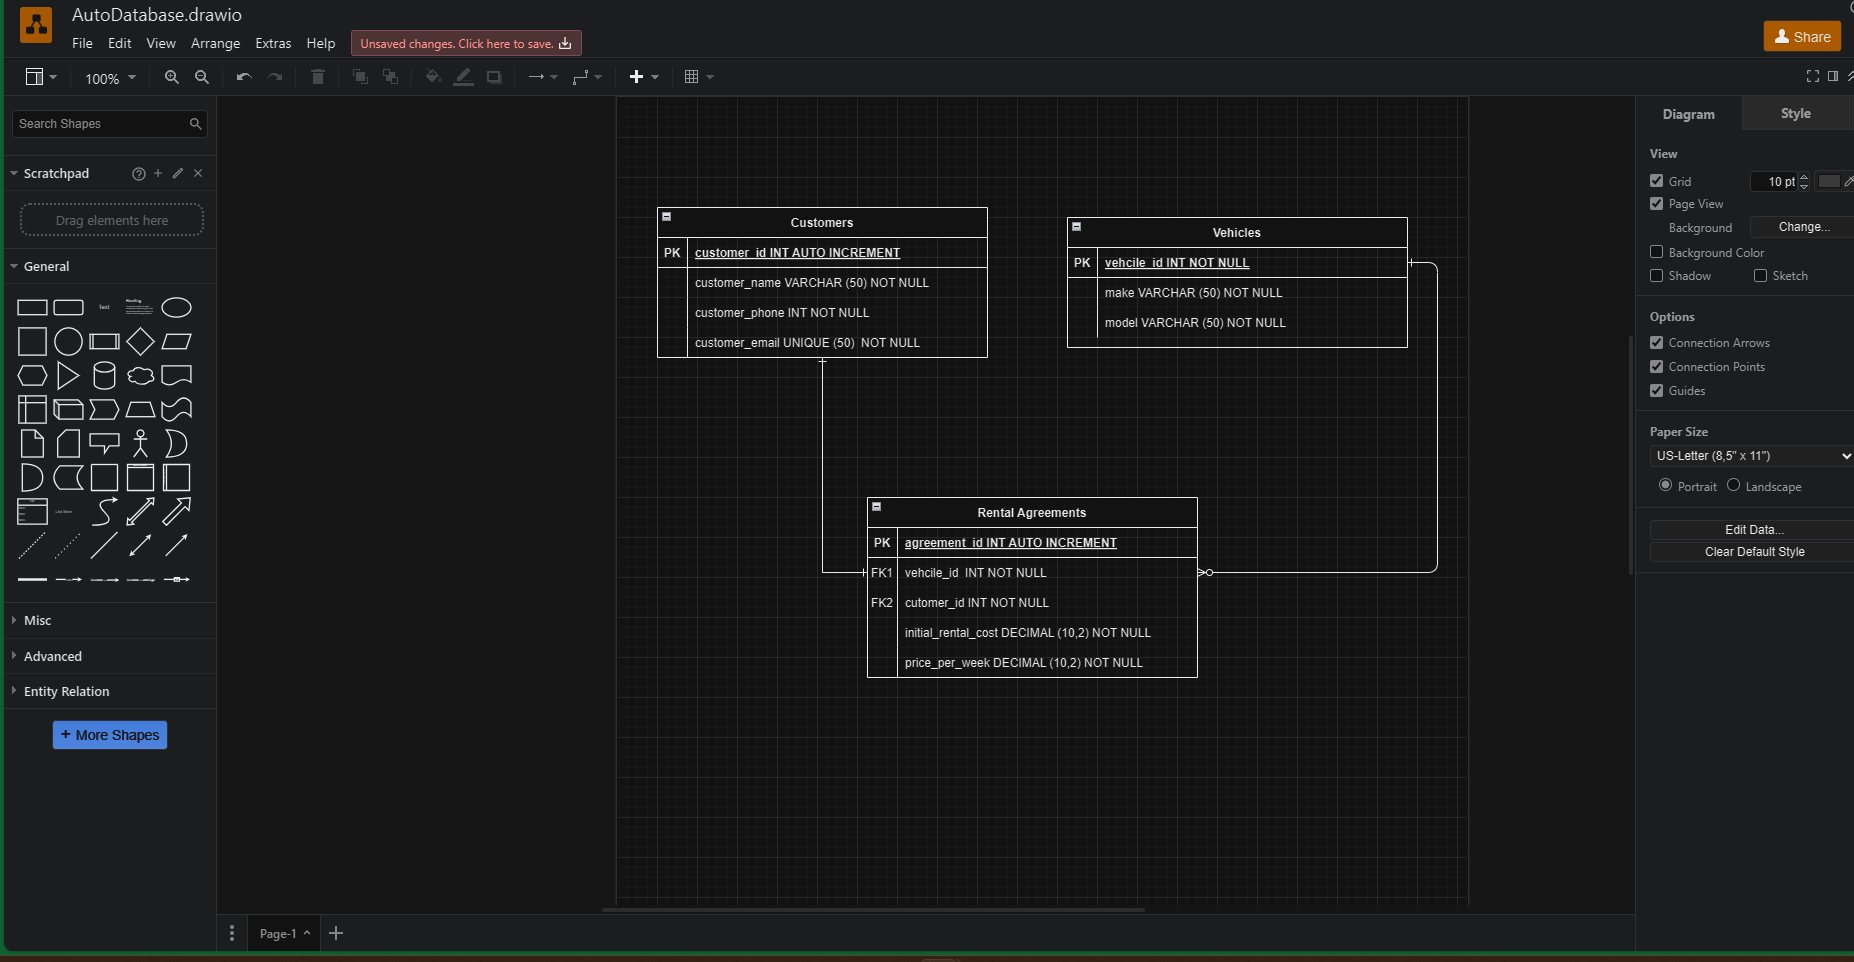 AutoDatabase.drawio
File Edit View Arrange Extras Help Unsaved changes. Click here to save.
Share
100%
Search Shapes
Scratchpad
Drag elements here
General
Text
Heading
List Item
Misc
Advanced
Entity Relation
+ More Shapes
Customers
PK customer_id INT AUTO INCREMENT
customer_name VARCHAR (50) NOT NULL
customer_phone INT NOT NULL
customer_email UNIQUE (50) NOT NULL
Vehicles
PK vehcile_id INT NOT NULL
make VARCHAR (50) NOT NULL
model VARCHAR (50) NOT NULL
Rental Agreements
PK agreement_id INT AUTO INCREMENT
FK1 vehcile_id INT NOT NULL
FK2 cutomer_id INT NOT NULL
initial_rental_cost DECIMAL (10,2) NOT NULL
price_per_week DECIMAL (10,2) NOT NULL
Page-1
Diagram Style
View
Grid 10 pt
Page View
Background Change...
Background Color
Shadow Sketch
Options
Connection Arrows
Connection Points
Guides
Paper Size
US-Letter (8,5" x 11")
Portrait Landscape
Edit Data...
Clear Default Style